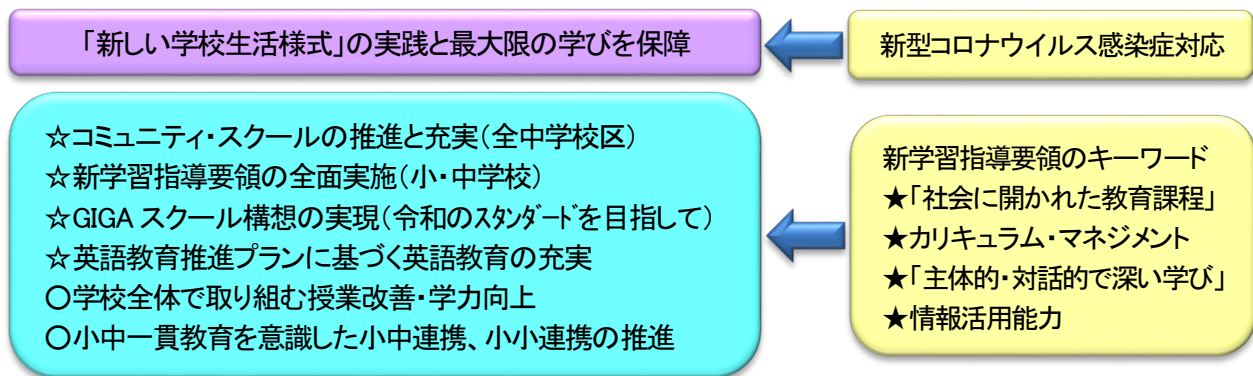 「新しい学校生活様式」の実践と最大限の学びを保障
新型コロナウイルス感染症対応
☆コミュニティ・スクールの推進と充実(全中学校区)
☆新学習指導要領の全面実施(小・中学校)
☆GIGA スクール構想の実現(令和のｽﾀﾝﾀﾞｰﾄﾞを目指して)
☆英語教育推進プランに基づく英語教育の充実
○学校全体で取り組む授業改善・学力向上
○小中一貫教育を意識した小中連携、小小連携の推進
新学習指導要領のキーワード
★「社会に開かれた教育課程」
★カリキュラム・マネジメント
★「主体的・対話的で深い学び」
★情報活用能力